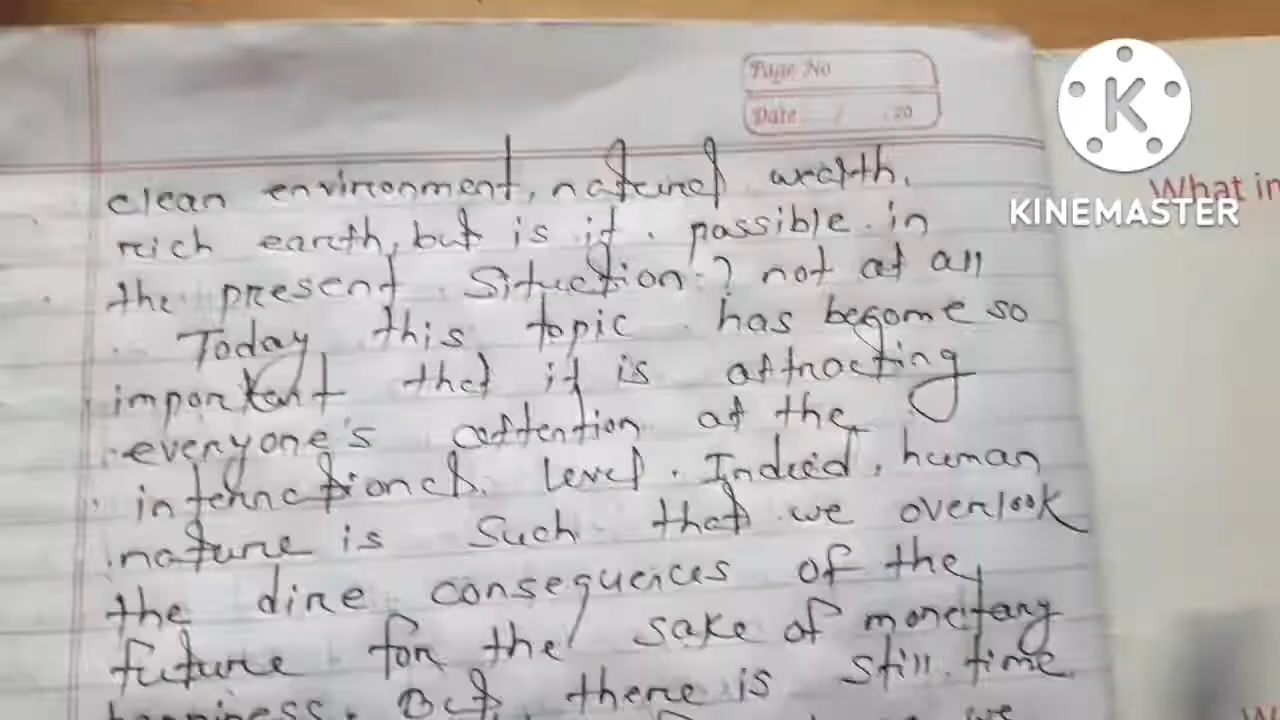 Page No
Date / .20
clean environment, natural wealth,
rich earth, but is it possible in
the present situation? not at all
Today this topic has begome so
important that it is attracting
everyone's attention at the
international level. Indeed, human
nature is such that we overlook
the dire consequences of the
future for the sake of monetary
happiness. But there is still time
we
K
KINEMASTER
What in